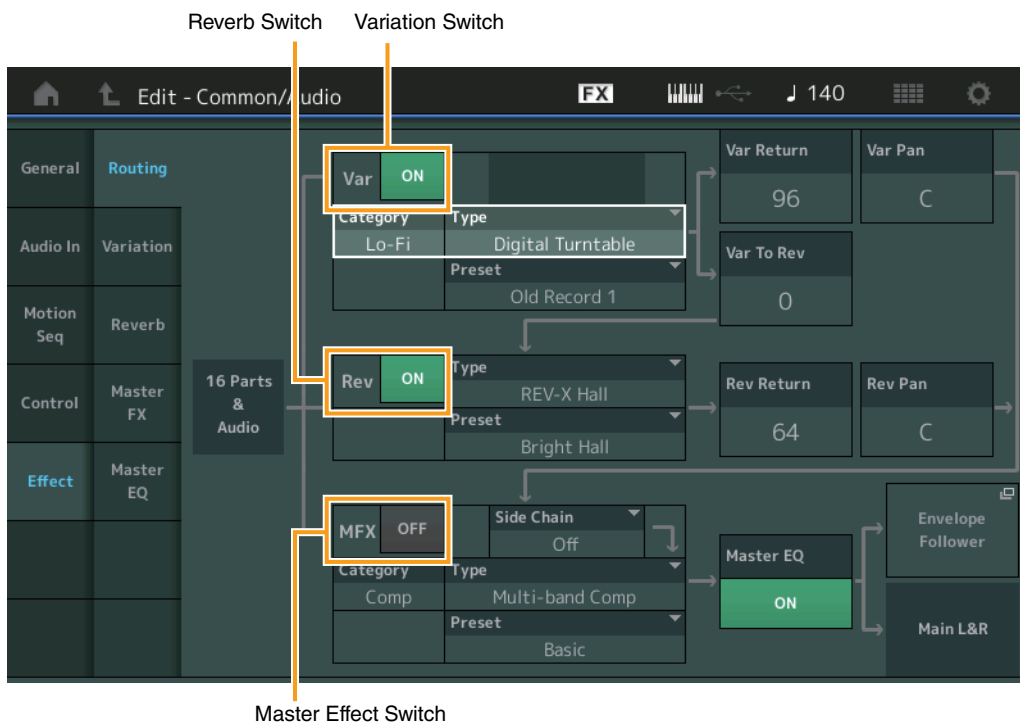 Reverb Switch
Variation Switch
Edit - Common/Audio
FX
140
General
Routing
Audio In
Variation
Motion
Seq
Reverb
Control
Master
FX
Effect
Master
EQ
16 Parts
&
Audio
Var
ON
Category
Type
Lo-Fi
Digital Turntable
Preset
Old Record 1
Var Return
96
Var Pan
C
Var To Rev
0
Rev
ON
Type
REV-X Hall
Preset
Bright Hall
Rev Return
64
Rev Pan
C
MFX
OFF
Side Chain
Off
Category
Type
Comp
Multi-band Comp
Preset
Basic
Master EQ
ON
Envelope
Follower
Main L&R
Master Effect Switch